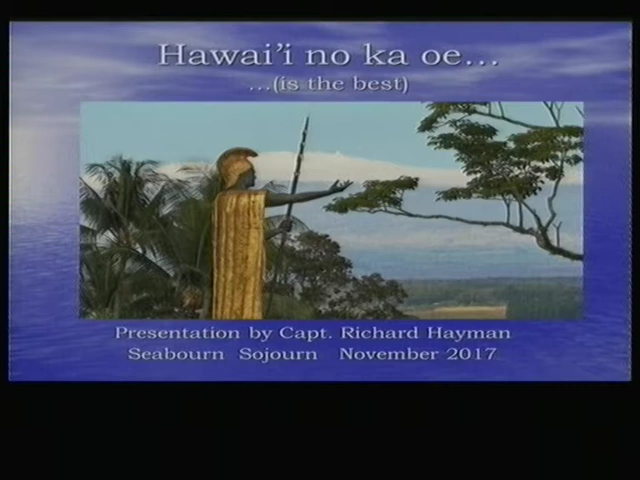 Hawai'i no ka oe...
...(is the best)
Presentation by Capt. Richard Hayman
Seabourn Sojourn November 2017